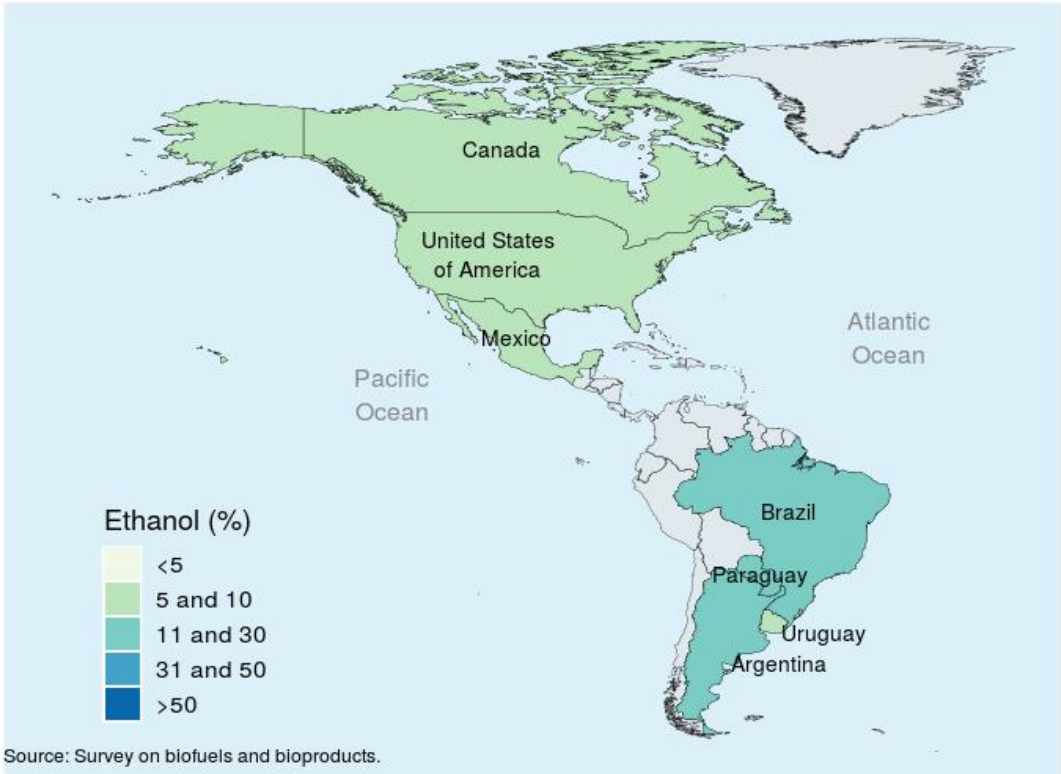 Canada
United States
of America
Mexico
Atlantic
Ocean
Pacific
Ocean
Brazil
Paraguay
Uruguay
Argentina
Ethanol (%)
<5
5 and 10
11 and 30
31 and 50
>50
Source: Survey on biofuels and bioproducts.